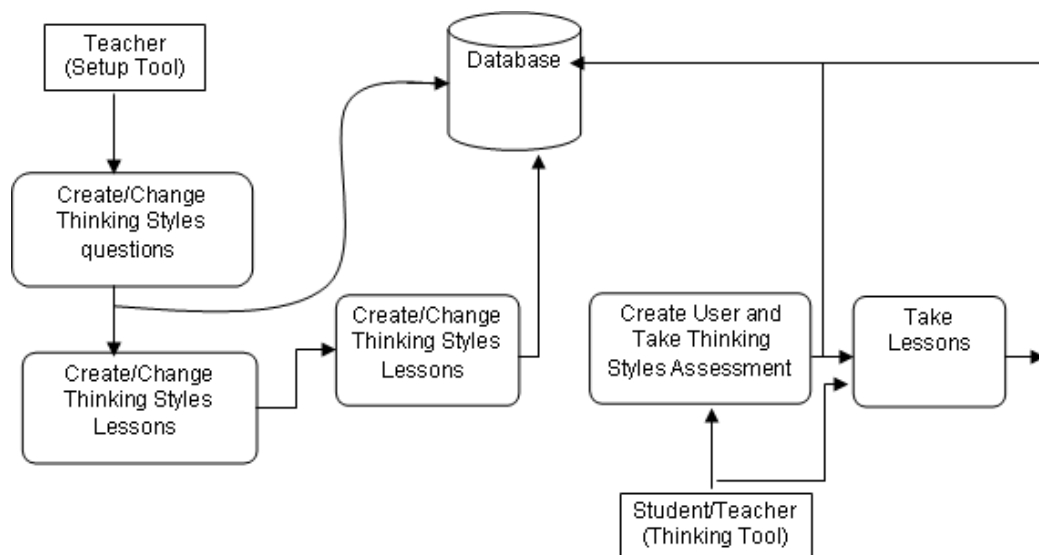 Teacher
(Setup Tool)
Database
Create/Change
Thinking Styles
questions
Create/Change
Thinking Styles
Lessons
Create/Change
Thinking Styles
Lessons
Create User and
Take Thinking
Styles Assessment
Take
Lessons
Student/Teacher
(Thinking Tool)